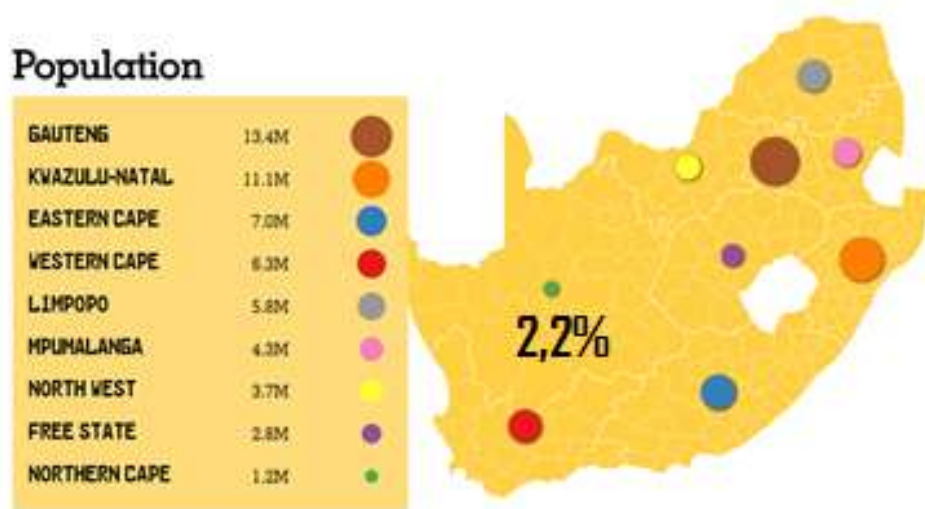 Population
GAUTENG 13.4M
KWAZULU-NATAL 11.1M
EASTERN CAPE 7.0M
WESTERN CAPE 6.3M
LIMPOPO 5.8M
MPUMALANGA 4.3M
NORTH WEST 3.7M
FREE STATE 2.8M
NORTHERN CAPE 1.2M
2,2%